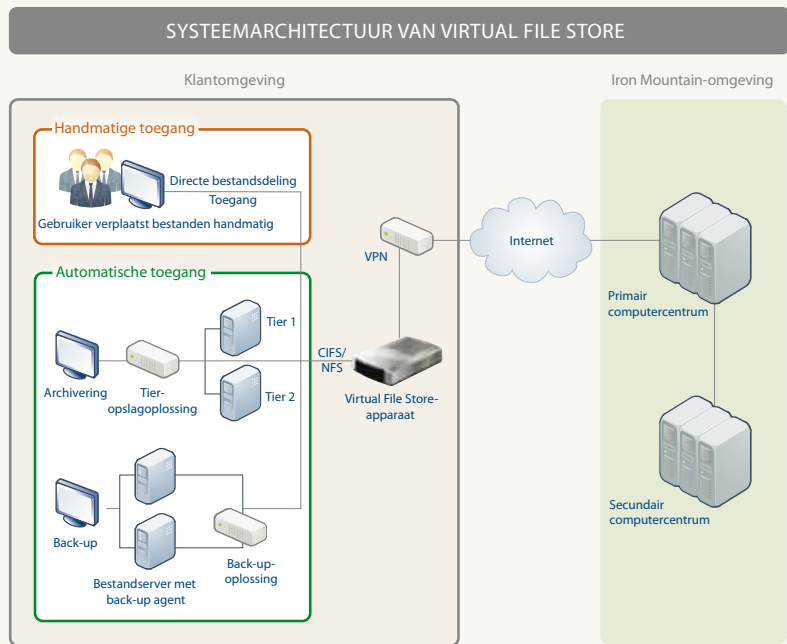 SYSTEEMARCHITECTUUR VAN VIRTUAL FILE STORE
Klantomgeving
Iron Mountain-omgeving
Handmatige toegang
Directe bestandsdeling
Toegang
Gebruiker verplaatst bestanden handmatig
VPN
Internet
Primair
computercentrum
Automatische toegang
Tier 1
Archivering
Tier-
opslagoplossing
Tier 2
CIFS/
NFS
Virtual File Store-
apparaat
Back-up
Bestandserver met
back-up agent
Back-up-
oplossing
Secundair
computercentrum